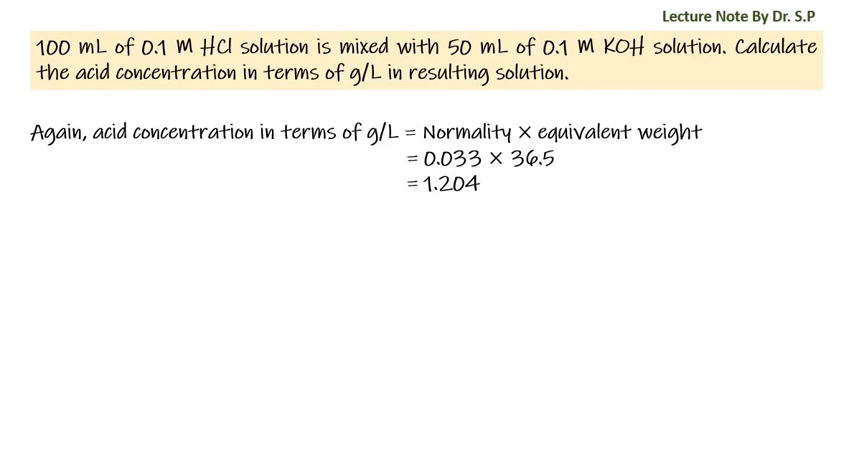 Lecture Note By Dr. S.P
100 mL of 0.1 M HCl solution is mixed with 50 mL of 0.1 M KOH solution. Calculate
the acid concentration in terms of g/L in resulting solution.
Again, acid concentration in terms of g/L = Normality × equivalent weight
= 0.033 × 36.5
= 1.204